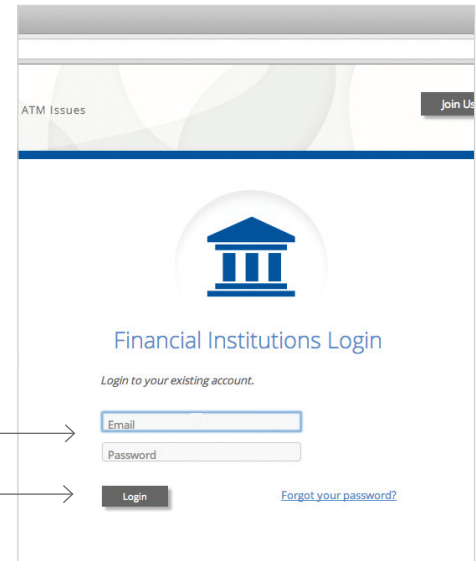 ATM Issues
Join Us
Financial Institutions Login
Login to your existing account.
Email
Password
Login Forgot your password?